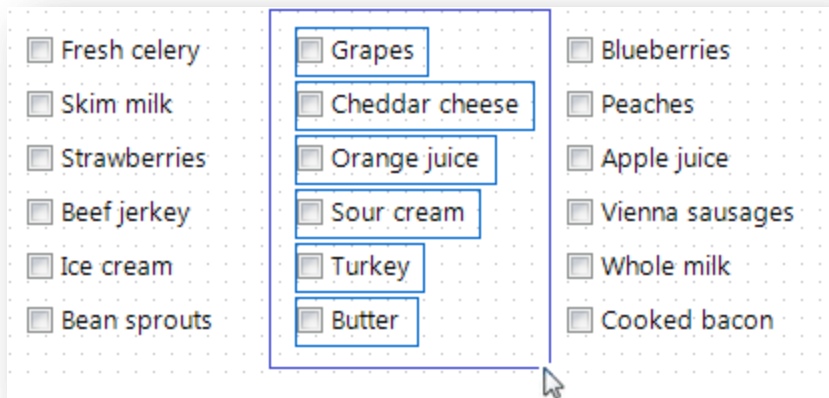 Fresh celery Grapes Blueberries
Skim milk Cheddar cheese Peaches
Strawberries Orange juice Apple juice
Beef jerkey Sour cream Vienna sausages
Ice cream Turkey Whole milk
Bean sprouts Butter Cooked bacon